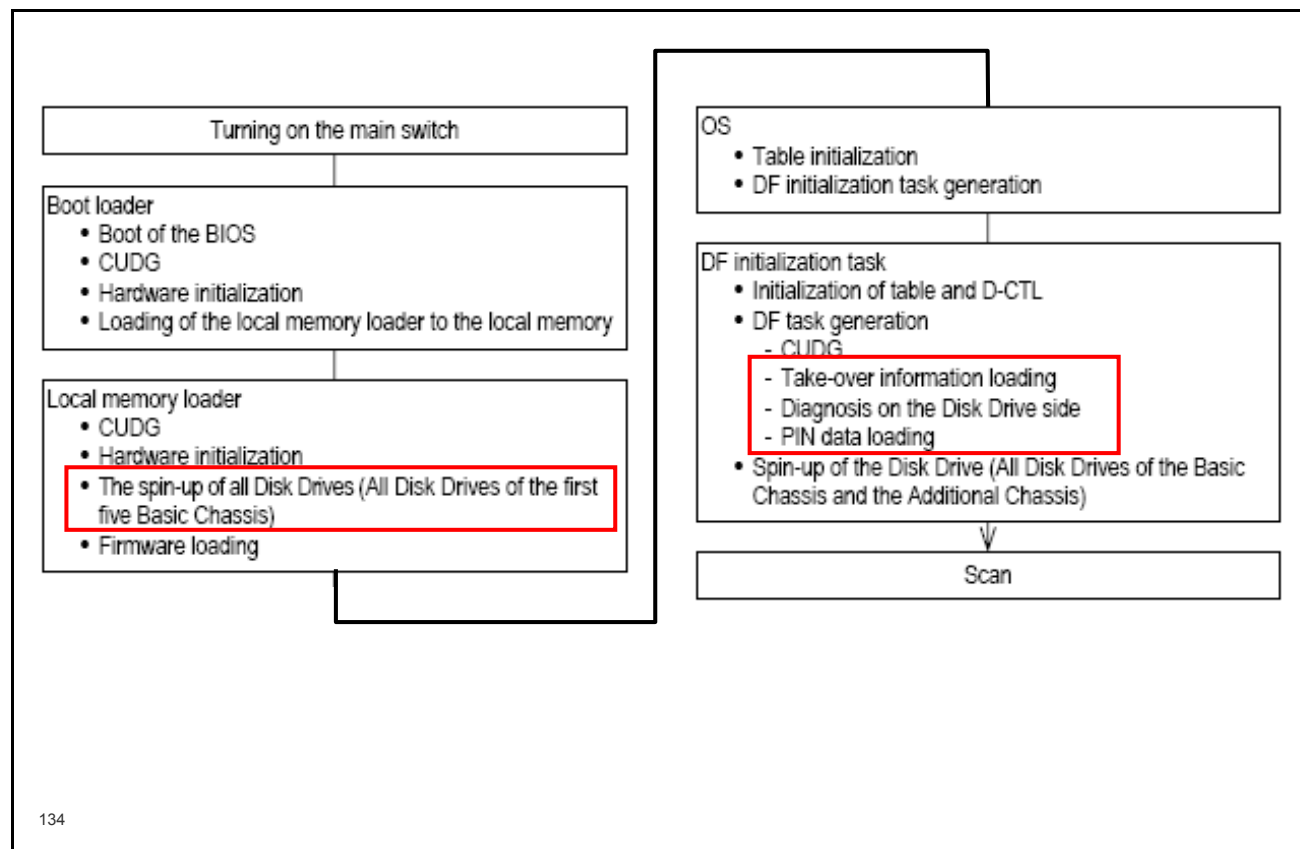 Turning on the main switch
Boot loader
• Boot of the BIOS
• CUDG
• Hardware initialization
• Loading of the local memory loader to the local memory
Local memory loader
• CUDG
• Hardware initialization
• The spin-up of all Disk Drives (All Disk Drives of the first
five Basic Chassis)
• Firmware loading
OS
• Table initialization
• DF initialization task generation
DF initialization task
• Initialization of table and D-CTL
• DF task generation
- CUDG
- Take-over information loading
- Diagnosis on the Disk Drive side
- PIN data loading
• Spin-up of the Disk Drive (All Disk Drives of the Basic
Chassis and the Additional Chassis)
Scan
134